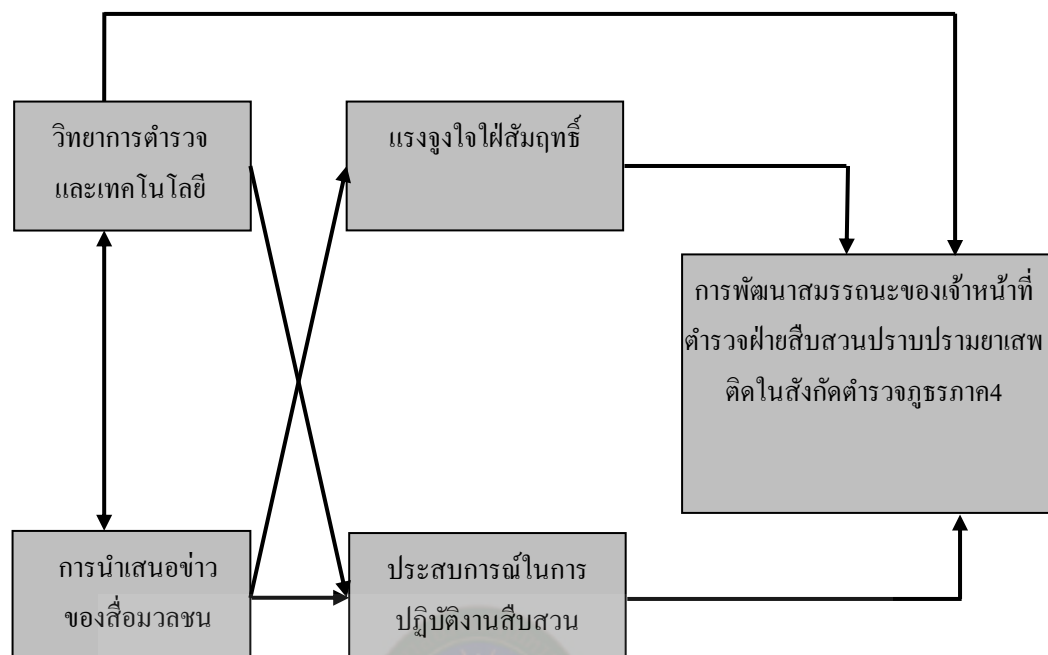 วิทยาการตำรวจ
และเทคโนโลยี
แรงจูงใจใฝ่สัมฤทธิ์
การพัฒนาสมรรถนะของเจ้าหน้าที่
ตำรวจฝ่ายสืบสวนปราบปรามยาเสพ
ติดในสังกัดตำรวจภูธรภาค4
การนำเสนอข่าว
ของสื่อมวลชน
ประสบการณ์ในการ
ปฏิบัติงานสืบสวน